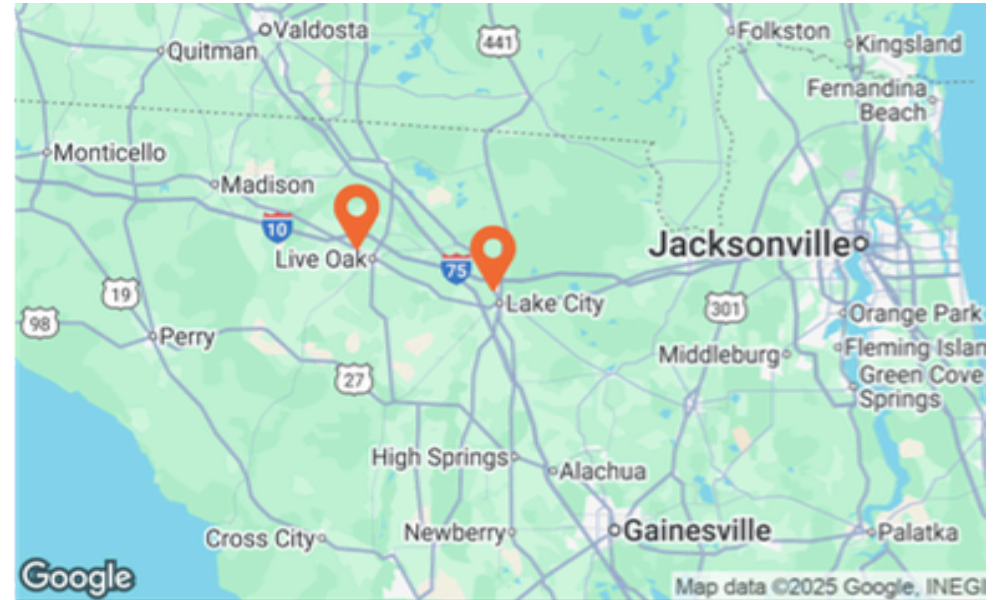 Valdosta
441
Folkston
Quitman
Kingsland
Fernandina
Beach
Monticello
Madison
10
Jacksonville
Live Oak
75
19
Lake City
301
98
Orange Park
Perry
Fleming Islan
Middleburg
27
Green Cove
Springs
High Springs
Alachua
Cross City
Newberry
Gainesville
Palatka
Google
Map data ©2025 Google, INEGI